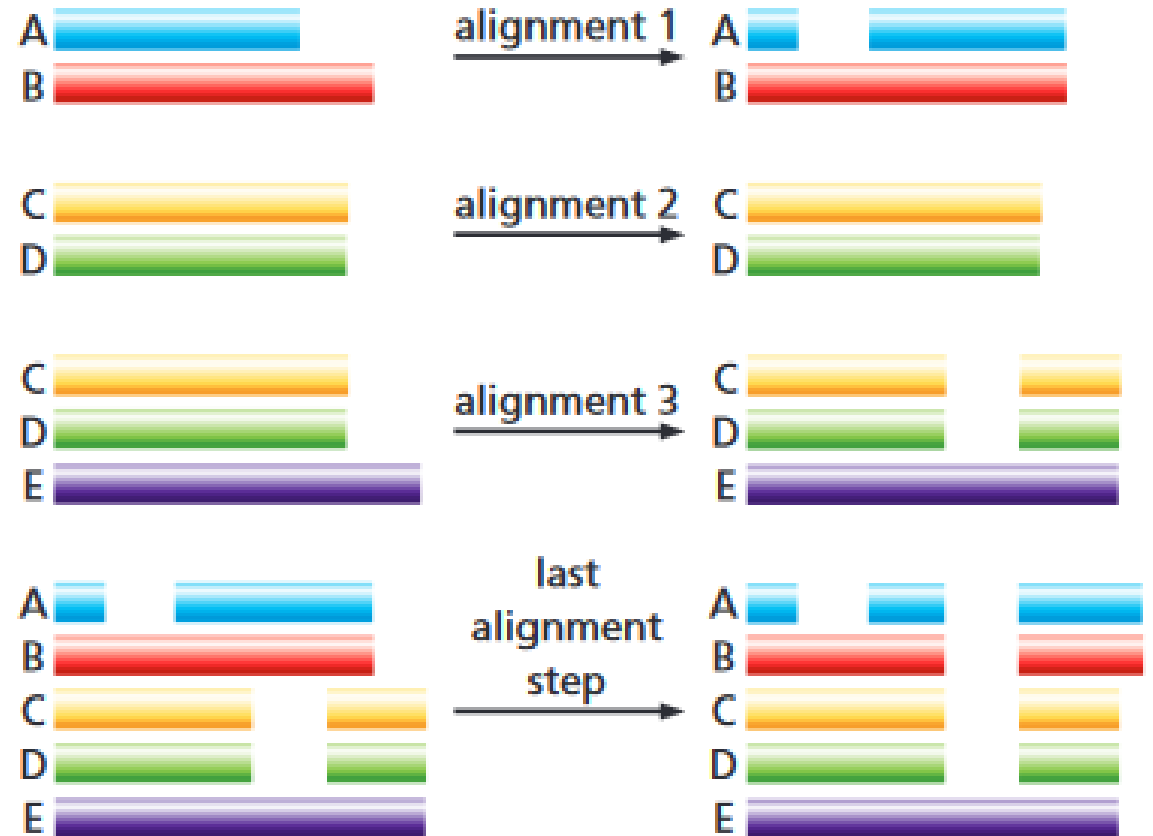 A alignment 1 A
B B
C alignment 2 C
D D
C C
D alignment 3 D
E E
last
A alignment A
B step B
C C
D D
E E